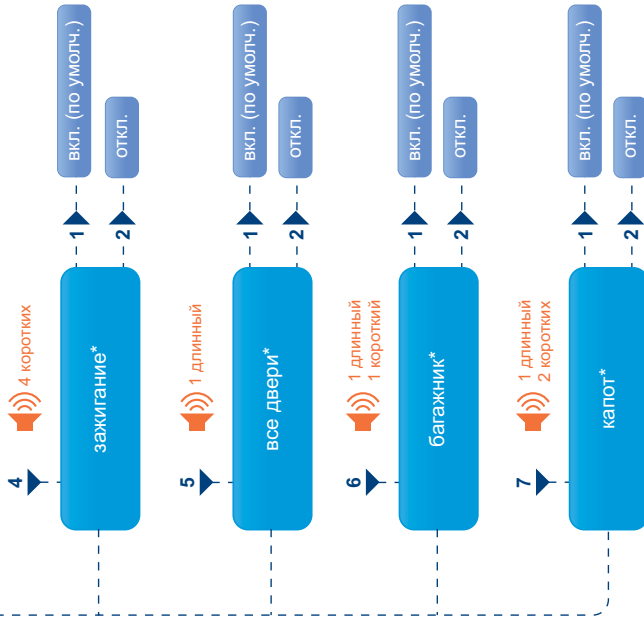 4
4 коротких
зажигание*
1
вкл. (по умолч.)
2
откл.
5
1 длинный
все двери*
1
вкл. (по умолч.)
2
откл.
6
1 длинный
1 короткий
багажник*
1
вкл. (по умолч.)
2
откл.
7
1 длинный
2 коротких
капот*
1
вкл. (по умолч.)
2
откл.